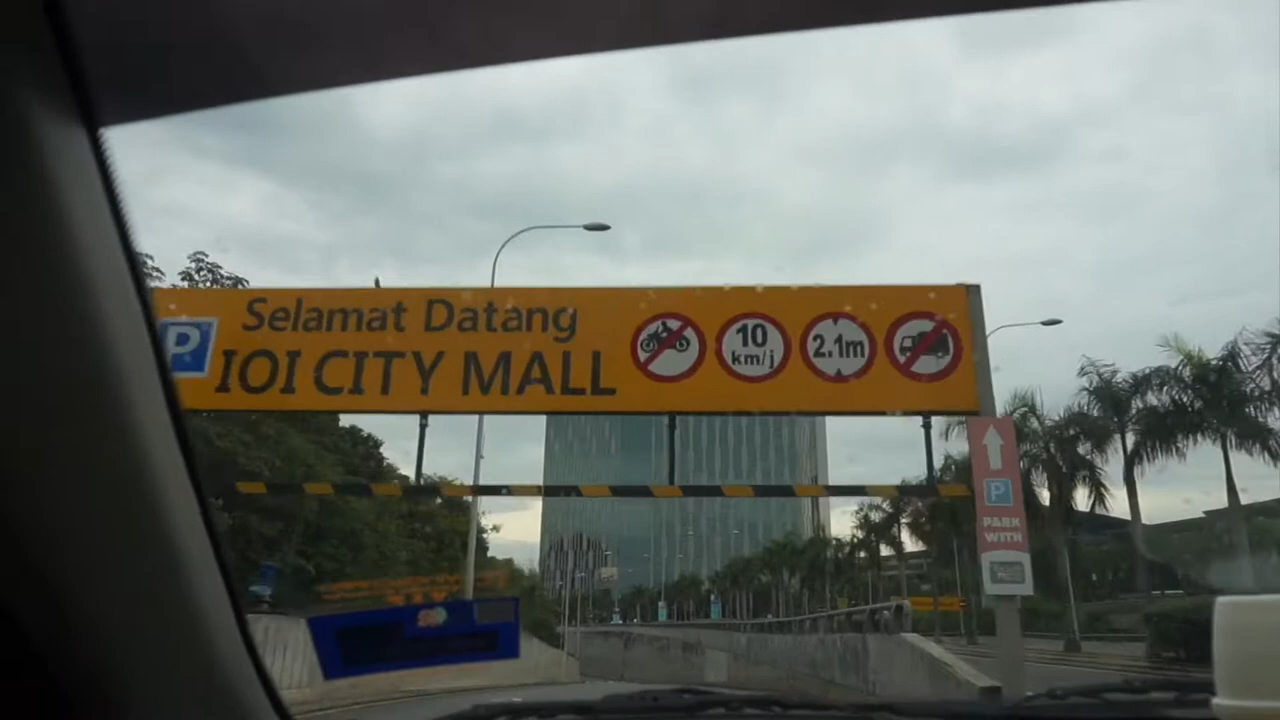 P
Selamat Datang
IOI CITY MALL
10
km/j
2.1m
P
PARK
WITH